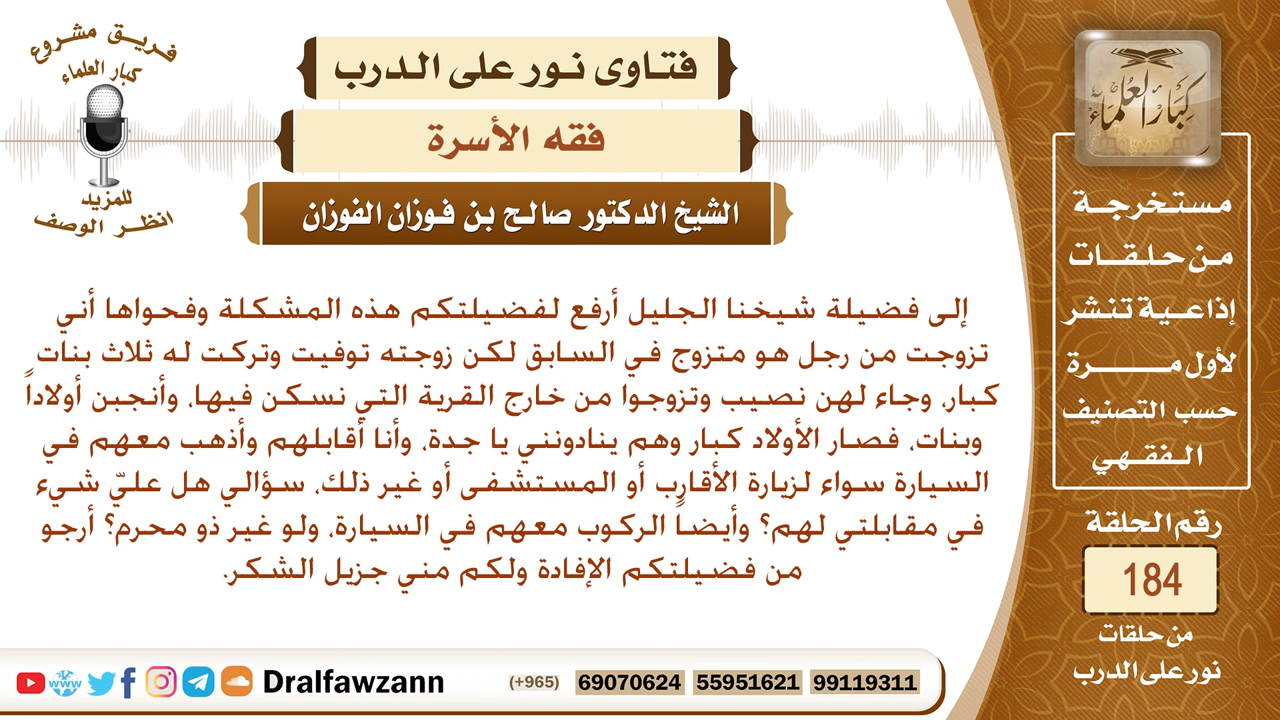 فريق مشروع
كبار العلماء
للمزيد
انظر الوصف
فتاوى نور على الدرب
فقه الأسرة
الشيخ الدكتور صالح بن فوزان الفوزان
إلى فضيلة شيخنا الجليل أرفع لفضيلتكم هذه المشكلة وفحواها أني
تزوجت من رجل هو متزوج في السابق لكن زوجته توفيت وتركت له ثلاث بنات
كبار، وجاء لهن نصيب وتزوجوا من خارج القرية التي نسكن فيها، وأنجبن أولاداً
وبنات، فصار الأولاد كبار وهم ينادونني يا جدة، وأنا أقابلهم وأذهب معهم في
السيارة سواء لزيارة الأقارب أو المستشفى أو غير ذلك، سؤالي هل عليّ شيء
في مقابلتي لهم؟ وأيضاً الركوب معهم في السيارة، ولو غير ذو محرم؟ أرجو
من فضيلتكم الإفادة ولكم مني جزيل الشكر.
كبار العلماء
مستخرجة
من حلقات
إذاعية تنشر
لأول مرة
حسب التصنيف
الفقهي
رقم الحلقة
184
من حلقات
نور على الدرب
www Dralfawzann (+965) 69070624 55951621 99119311